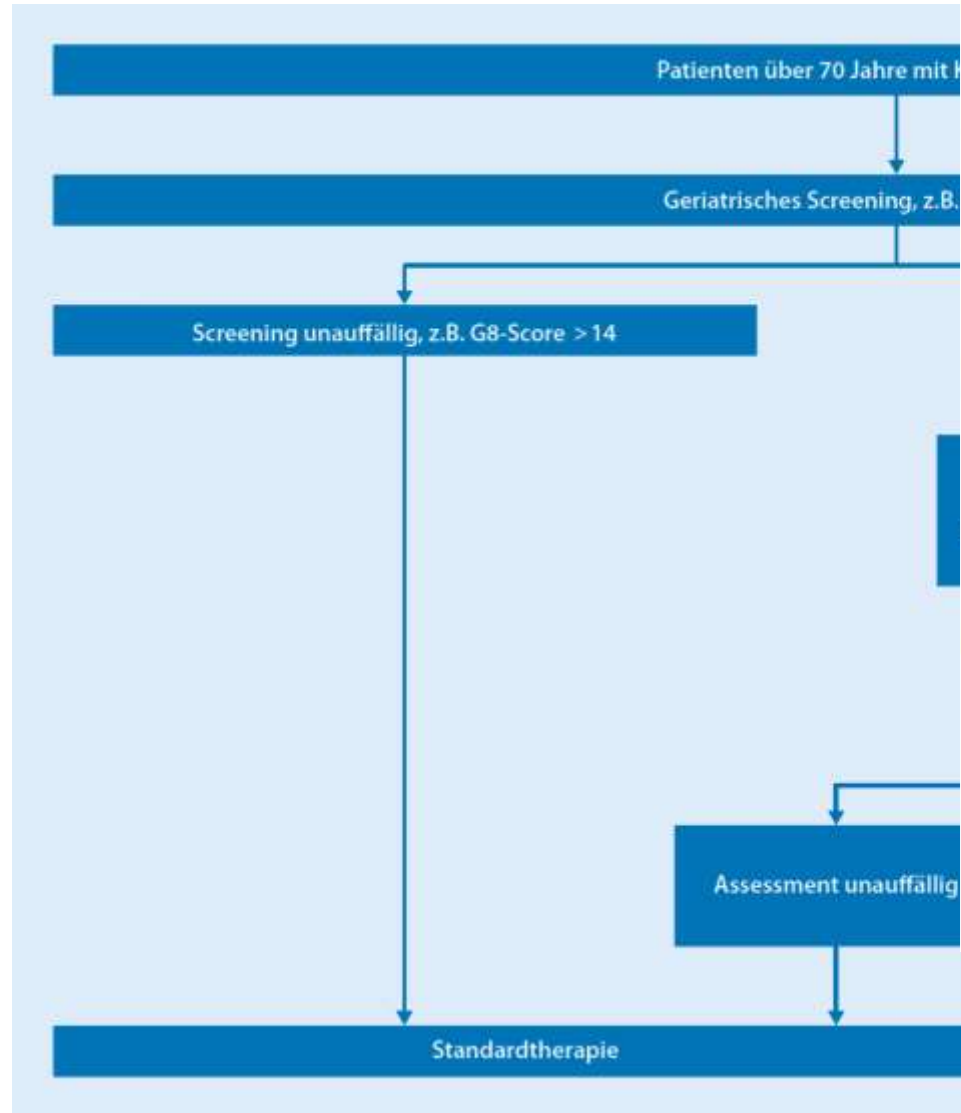 Patienten über 70 Jahre mit
Geriatrisches Screening, z.B.
Screening unauffällig, z.B. G8-Score >14
Assessment unauffällig
Standardtherapie